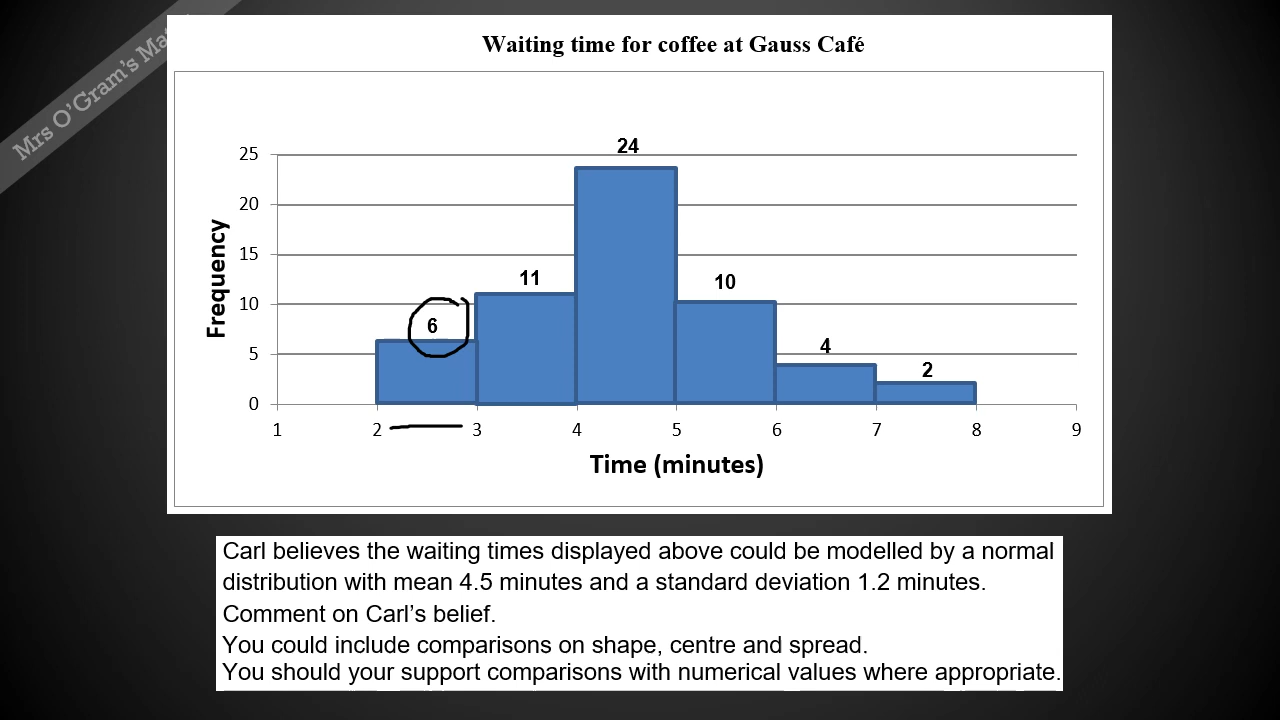 Mrs O'Gram's Mat
Waiting time for coffee at Gauss Café
24
25
20
15
10
5
0
Frequency
6
11
10
4
2
1 2 3 4 5 6 7 8 9
Time (minutes)
Carl believes the waiting times displayed above could be modelled by a normal
distribution with mean 4.5 minutes and a standard deviation 1.2 minutes.
Comment on Carl's belief.
You could include comparisons on shape, centre and spread.
You should your support comparisons with numerical values where appropriate.